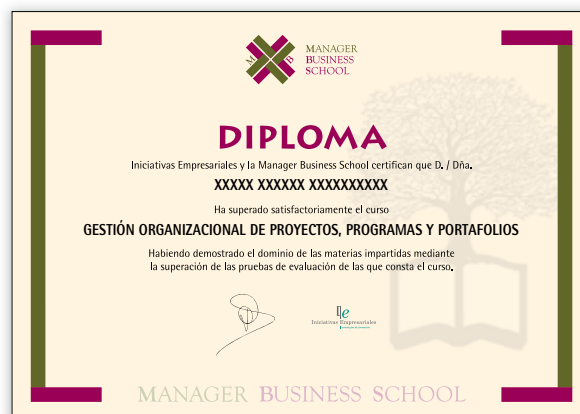 MANAGER
BUSINESS
SCHOOL
M B
DIPLOMA
Iniciativas Empresariales y la Manager Business School certifican que D. / Dña.
XXXXX XXXXXX XXXXXXXXXX
Ha superado satisfactoriamente el curso
GESTIÓN ORGANIZACIONAL DE PROYECTOS, PROGRAMAS Y PORTAFOLIOS
Habiendo demostrado el dominio de las materias impartidas mediante
la superación de las pruebas de evaluación de las que consta el curso.
Iniciativas Empresariales
MANAGER BUSINESS SCHOOL